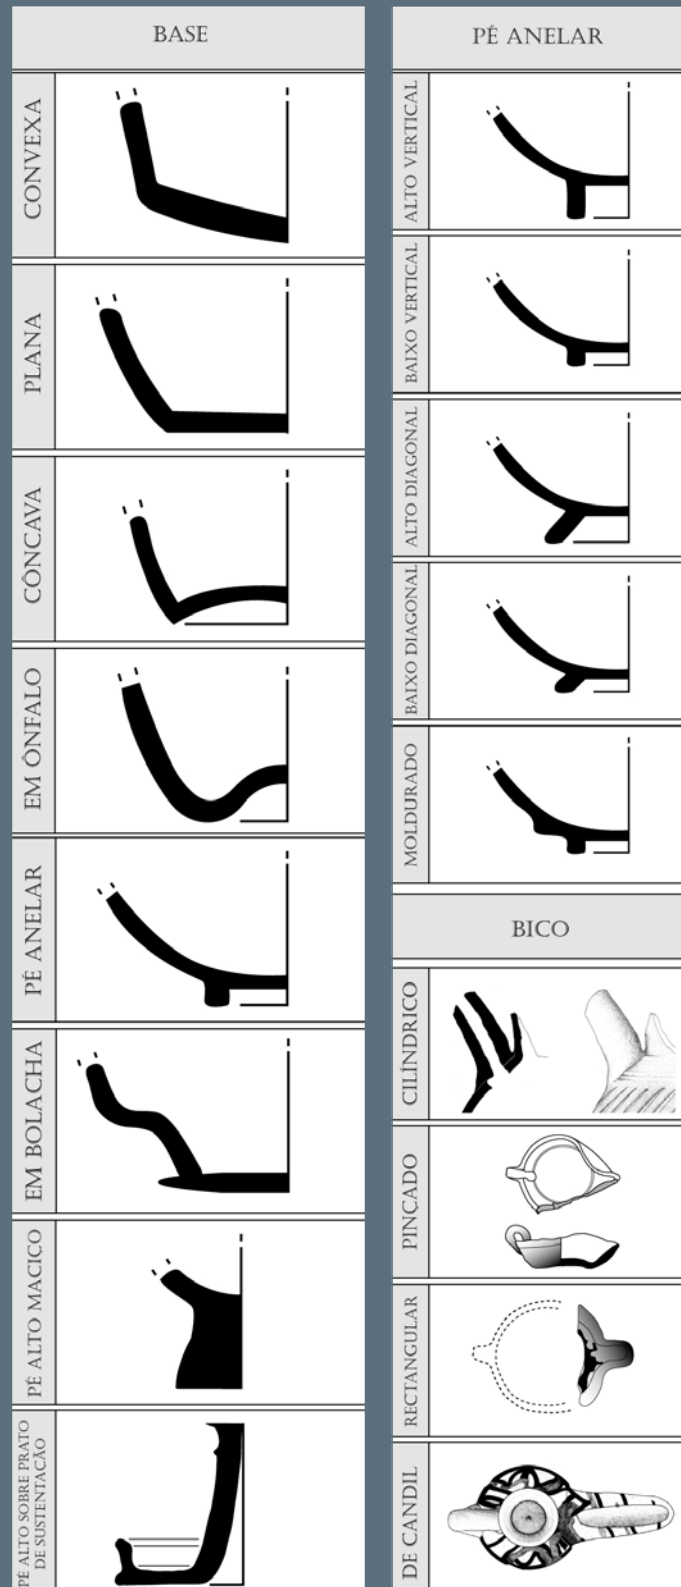 BASE
CONVEXA
PLANA
CÔNCAVA
EM ÔNFALO
PÉ ANELAR
EM BOLACHA
PÉ ALTO MACIÇO
PÉ ALTO SOBRE PRATO
DE SUSTENTAÇÃO
PÉ ANELAR
ALTO VERTICAL
BAIXO VERTICAL
ALTO DIAGONAL
BAIXO DIAGONAL
MOLDURADO
BICO
CILÍNDRICO
PINÇADO
RECTANGULAR
DE CANDIL